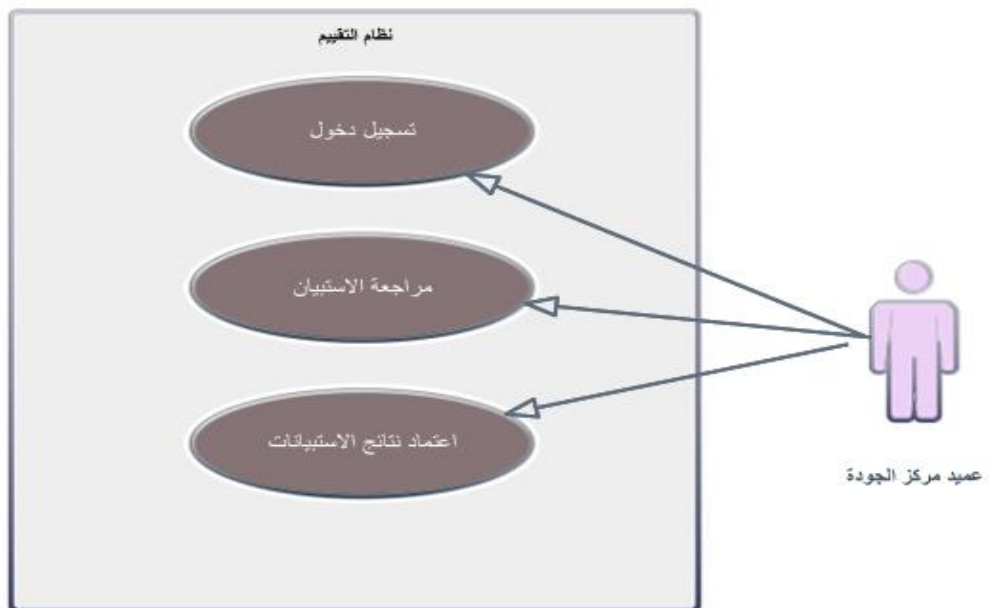 نظام التقييم
تسجيل دخول
مراجعة الاستبيان
اعتماد نتائج الاستبيانات
عميد مركز الجودة